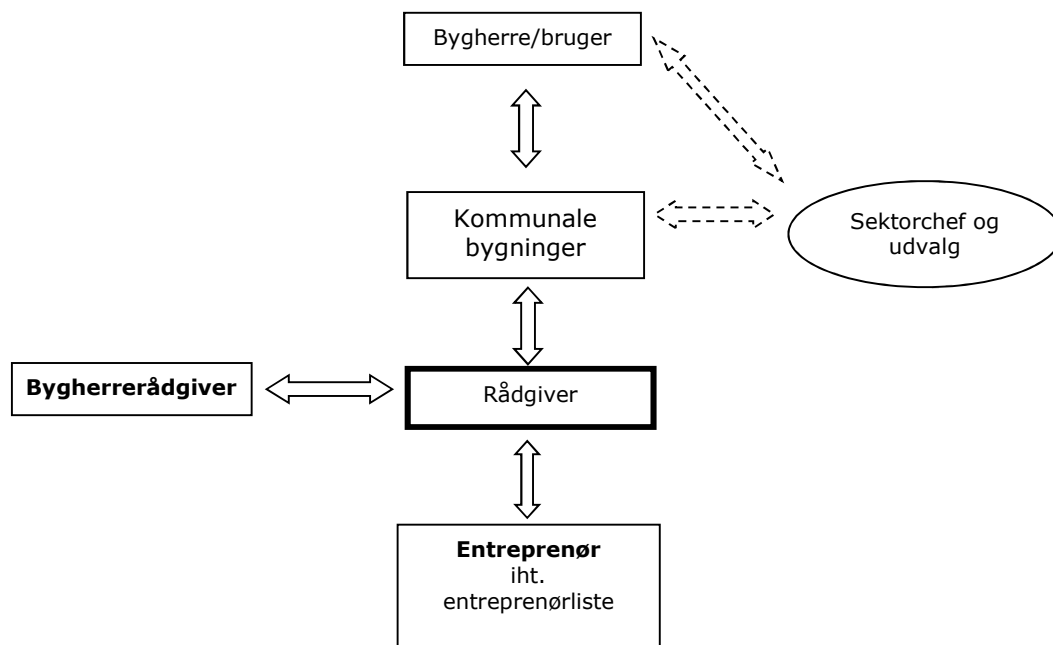 Bygherre/bruger
Kommunale
bygninger
Sektorchef og
udvalg
Bygherrerådgiver
Rådgiver
Entreprenør
iht.
entreprenørliste